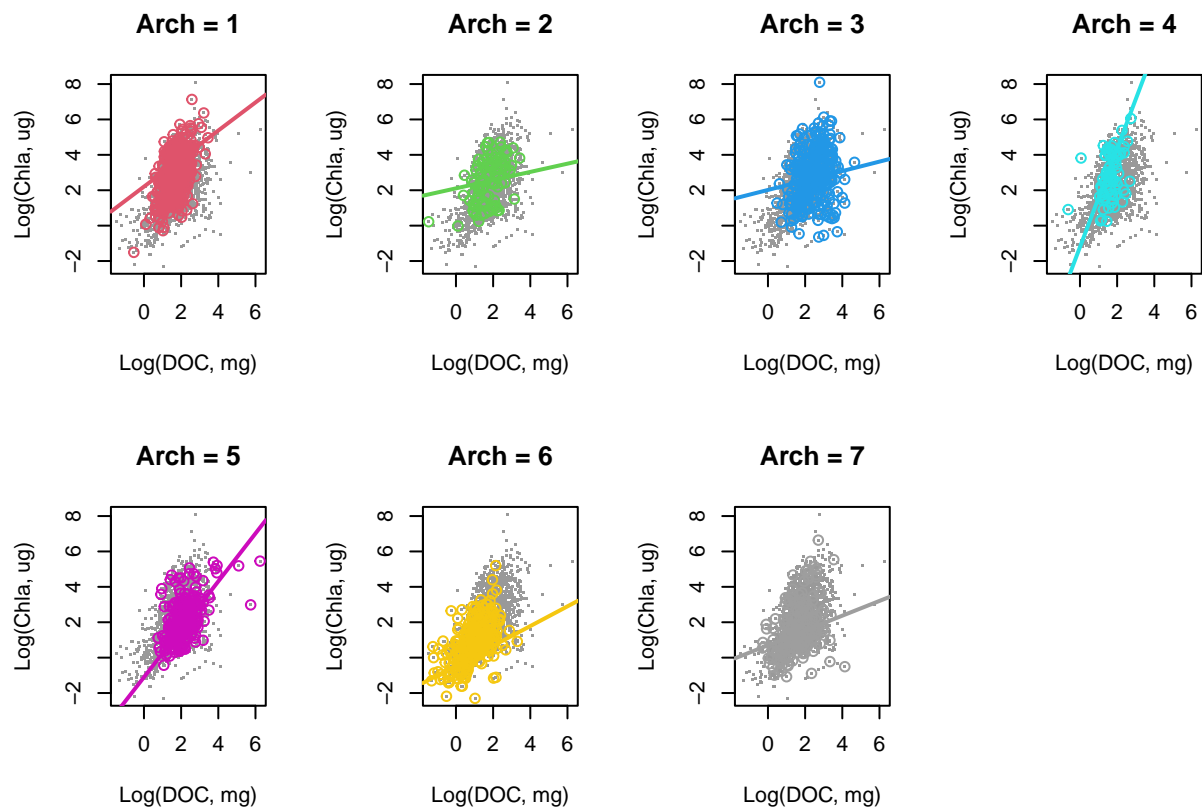 Arch = 1
Arch = 2
Arch = 3
Arch = 4
Log(Chla, ug)
8
6
4
2
−2
0 2 4 6
Log(DOC, mg)
Log(Chla, ug)
8
6
4
2
−2
0 2 4 6
Log(DOC, mg)
Log(Chla, ug)
8
6
4
2
−2
0 2 4 6
Log(DOC, mg)
Log(Chla, ug)
8
6
4
2
−2
0 2 4 6
Log(DOC, mg)
Arch = 5
Arch = 6
Arch = 7
Log(Chla, ug)
8
6
4
2
−2
0 2 4 6
Log(DOC, mg)
Log(Chla, ug)
8
6
4
2
−2
0 2 4 6
Log(DOC, mg)
Log(Chla, ug)
8
6
4
2
−2
0 2 4 6
Log(DOC, mg)